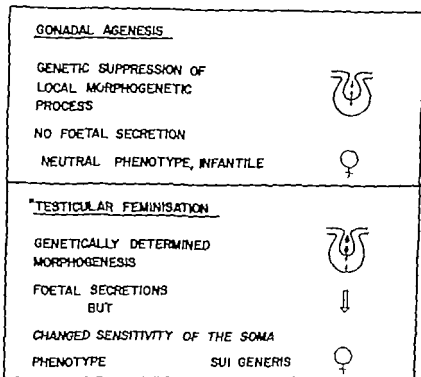 GONADAL AGENESIS
GENETIC SUPPRESSION OF
LOCAL MORPHOGENETIC
PROCESS
NO FOETAL SECRETION
NEUTRAL PHENOTYPE, INFANTILE ♀
"TESTICULAR FEMINISATION
GENETICALLY DETERMINED
MORPHOGENESIS
FOETAL SECRETIONS ⇩
BUT
CHANGED SENSITIVITY OF THE SOMA
PHENOTYPE SUI GENERIS ♀